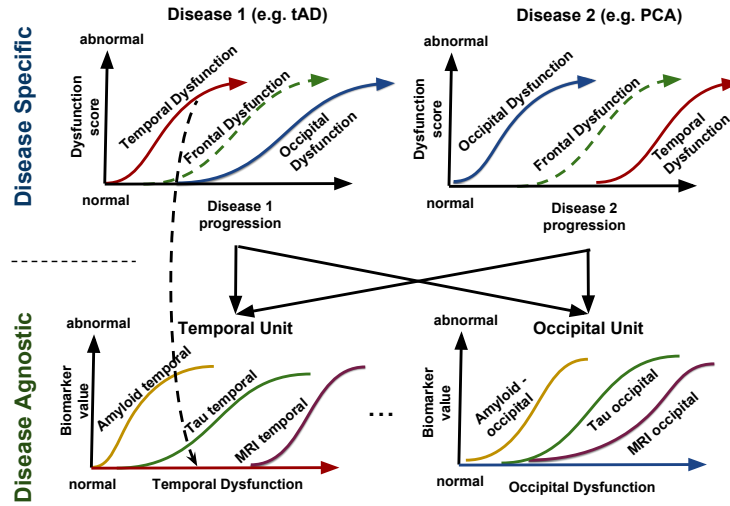 Disease Specific
Disease 1 (e.g. tAD)
abnormal
Dysfunction
score
normal
Temporal Dysfunction
Frontal Dysfunction
Occipital
Dysfunction
Disease 1
progression
Disease 2 (e.g. PCA)
abnormal
Dysfunction
score
normal
Occipital Dysfunction
Frontal Dysfunction
Temporal
Dysfunction
Disease 2
progression
Disease Agnostic
Temporal Unit
abnormal
Biomarker
value
normal
Amyloid temporal
Tau temporal
MRI temporal
Temporal Dysfunction
...
Occipital Unit
abnormal
Biomarker
value
normal
Amyloid -
occipital
Tau occipital
MRI occipital
Occipital Dysfunction